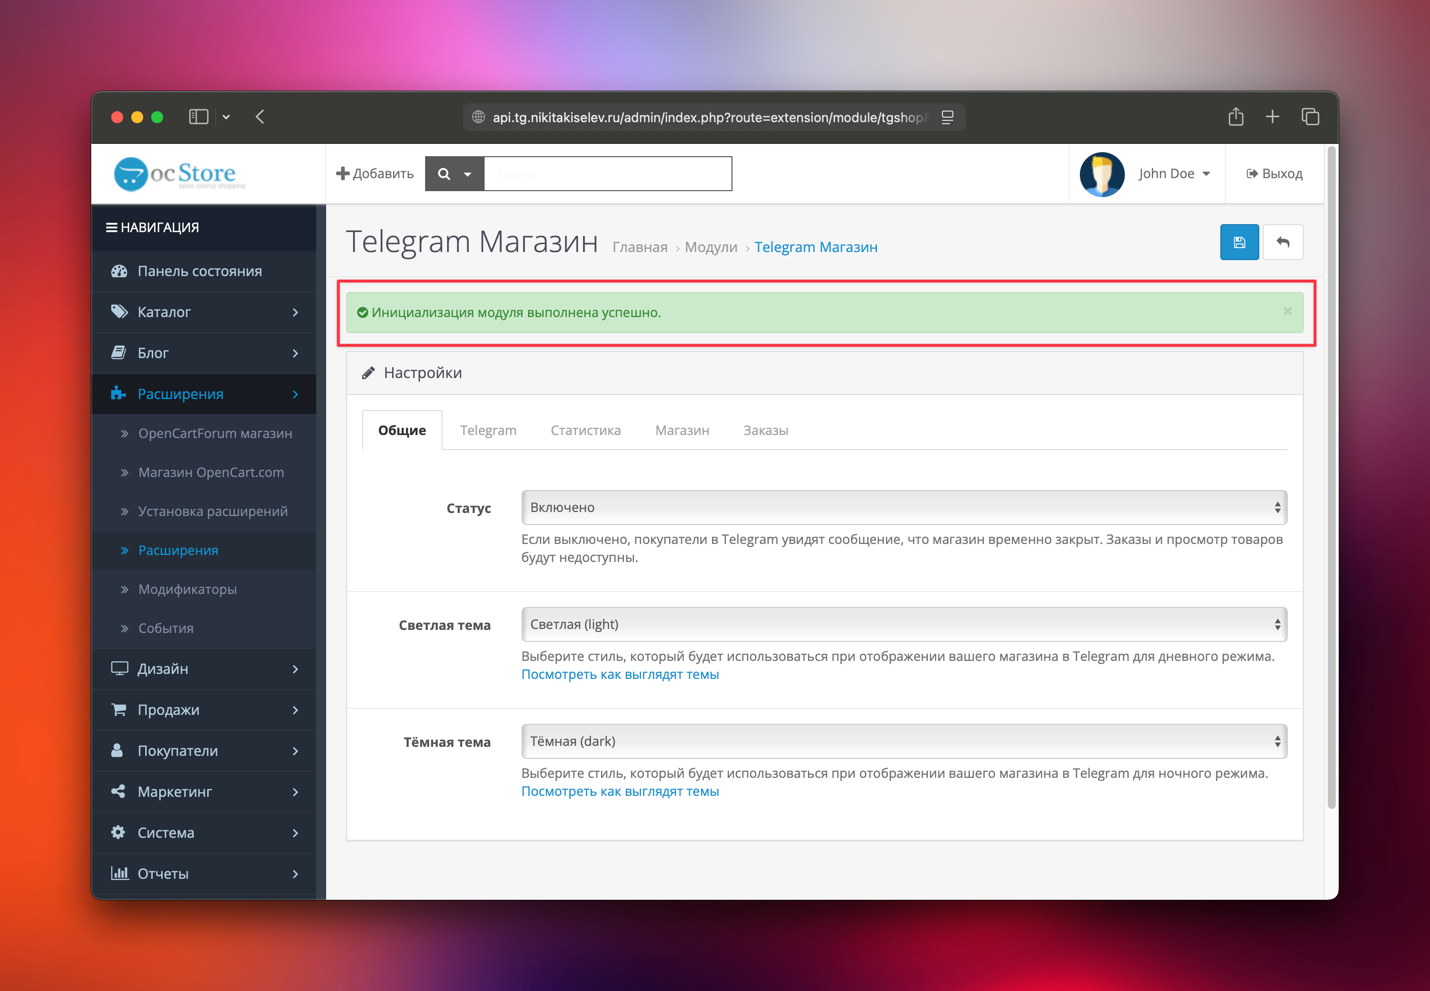 api.tg.nikitakiselev.ru/admin/index.php?route=extension/module/tgshop
ocStore
open source shopping
Добавить
John Doe
Выход
НАВИГАЦИЯ
Панель состояния
Каталог
Блог
Расширения
OpenCartForum магазин
Магазин OpenCart.com
Установка расширений
Расширения
Модификаторы
События
Дизайн
Продажи
Покупатели
Маркетинг
Система
Отчеты
Telegram Магазин
Главная › Модули › Telegram Магазин
Инициализация модуля выполнена успешно.
×
Настройки
Общие
Telegram
Статистика
Магазин
Заказы
Статус
Включено
Если выключено, покупатели в Telegram увидят сообщение, что магазин временно закрыт. Заказы и просмотр товаров
будут недоступны.
Светлая тема
Светлая (light)
Выберите стиль, который будет использоваться при отображении вашего магазина в Telegram для дневного режима.
Посмотреть как выглядят темы
Тёмная тема
Тёмная (dark)
Выберите стиль, который будет использоваться при отображении вашего магазина в Telegram для ночного режима.
Посмотреть как выглядят темы